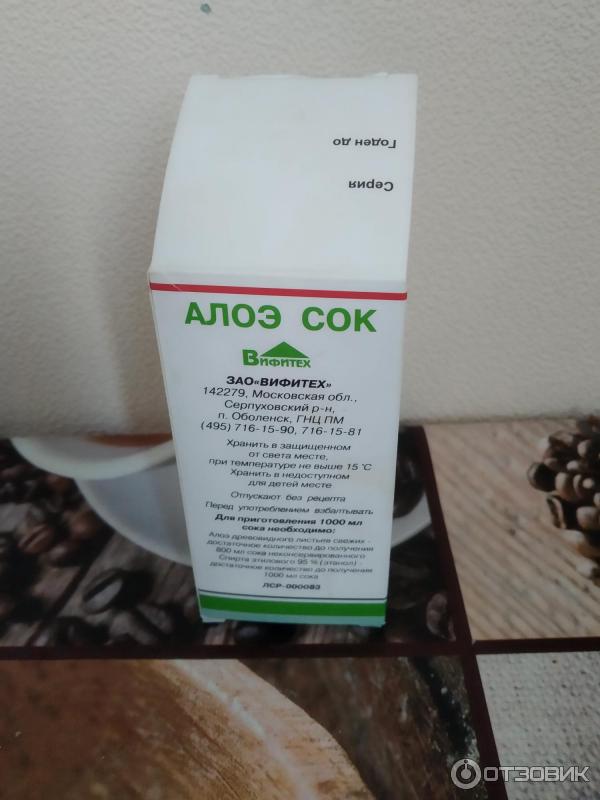 Годен до
Серия
АЛОЭ СОК
ВИФИТЕХ
ЗАО«ВИФИТЕХ»
142279, Московская обл.,
Серпуховский р-н,
п. Оболенск, ГНЦ ПМ
(495) 716-15-90, 716-15-81
Хранить в защищенном
от света месте,
при температуре не выше 15 °С
Хранить в недоступном
для детей месте
Отпускают без рецепта
Перед употреблением взбалтывать
Для приготовления 1000 мл
сока необходимо:
Алоэ древовидного листьев свежих -
достаточное количество до получения
800 мл сока неконсервированного
Спирта этилового 95 % (этанол) -
достаточное количество до получения
1000 мл сока
ЛСР-000083
ОТЗОВИК